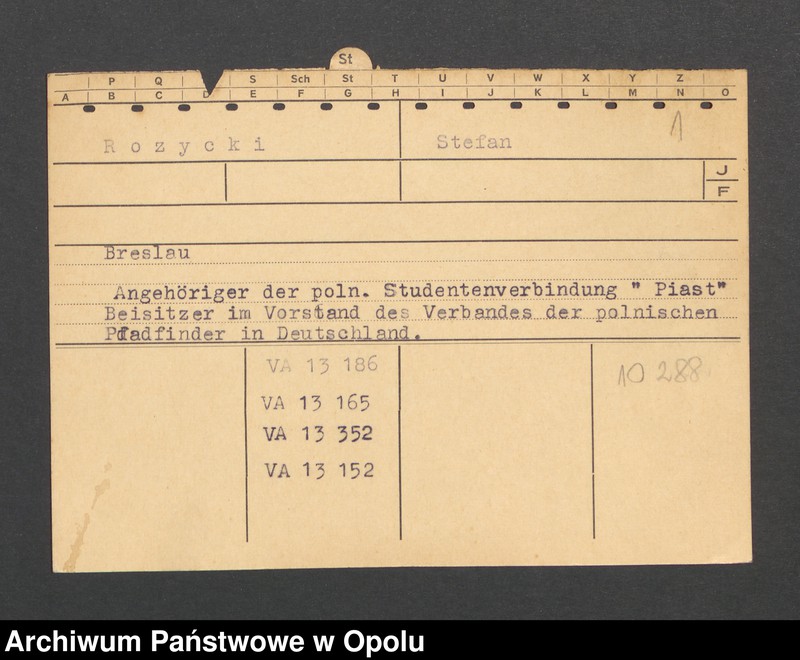 St
P Q S Sch St T U V W X Y Z
A B C D E F G H I J K L M N O
1
Rozycki Stefan
J
F
Breslau
Angehöriger der poln. Studentenverbindung " Piast"
Beisitzer im Vorstand des Verbandes der polnischen
Pfadfinder in Deutschland.
VA 13 186
10 288
VA 13 165
VA 13 352
VA 13 152
Archiwum Państwowe w Opolu